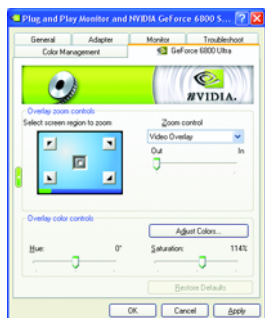 Plug and Play Monitor and NVIDIA GeForce 6800 S...
General Adapter Monitor Troubleshoot
Color Management GeForce 6800 Ultra
NVIDIA.
Overlay zoom controls
Select screen region to zoom
Zoom control
Video Overlay
Out In
Overlay color controls
Adjust Colors...
Hue: 0° Saturation: 114%
Restore Defaults
OK Cancel Apply